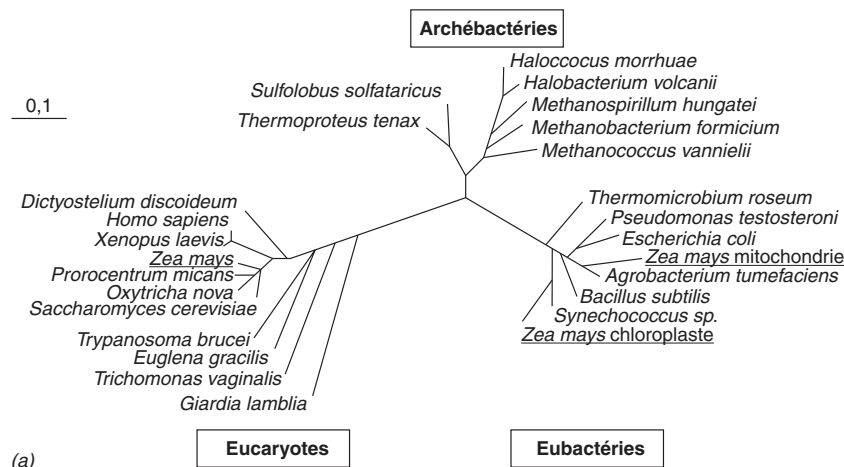 Archébactéries
Haloccocus morrhuae
Halobacterium volcanii
Sulfolobus solfataricus
Methanospirillum hungatei
0,1
Thermoproteus tenax
Methanobacterium formicium
Methanococcus vannielii
Dictyostelium discoideum
Homo sapiens
Xenopus laevis
Zea mays
Prorocentrum micans
Oxytricha nova
Saccharomyces cerevisiae
Trypanosoma brucei
Euglena gracilis
Trichomonas vaginalis
Giardia lamblia
Thermomicrobium roseum
Pseudomonas testosteroni
Escherichia coli
Zea mays mitochondrie
Agrobacterium tumefaciens
Bacillus subtilis
Synechococcus sp.
Zea mays chloroplaste
(a)
Eucaryotes
Eubactéries